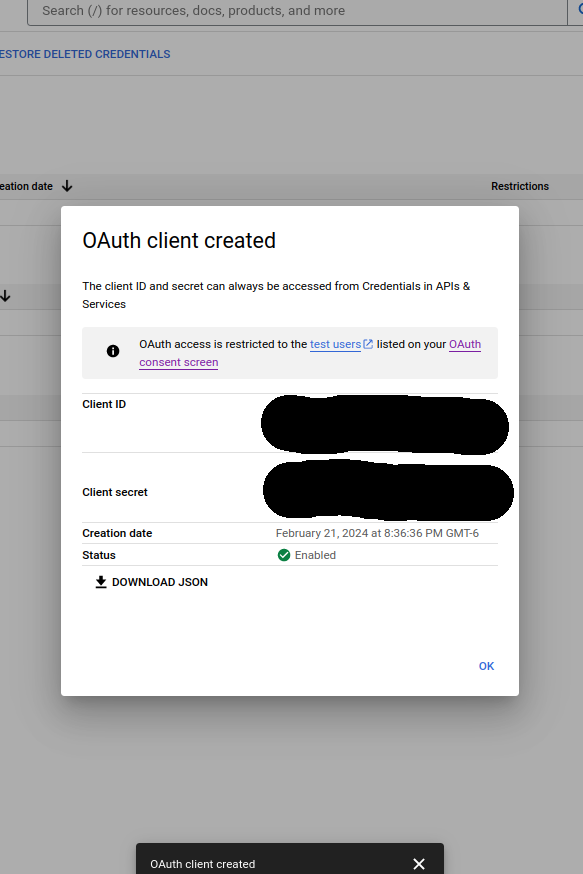 Search (/) for resources, docs, products, and more
ESTORE DELETED CREDENTIALS
eation date
Restrictions
OAuth client created
The client ID and secret can always be accessed from Credentials in APIs &
Services
OAuth access is restricted to the test users listed on your OAuth
consent screen
Client ID
Client secret
Creation date February 21, 2024 at 8:36:36 PM GMT-6
Status Enabled
DOWNLOAD JSON
OK
OAuth client created